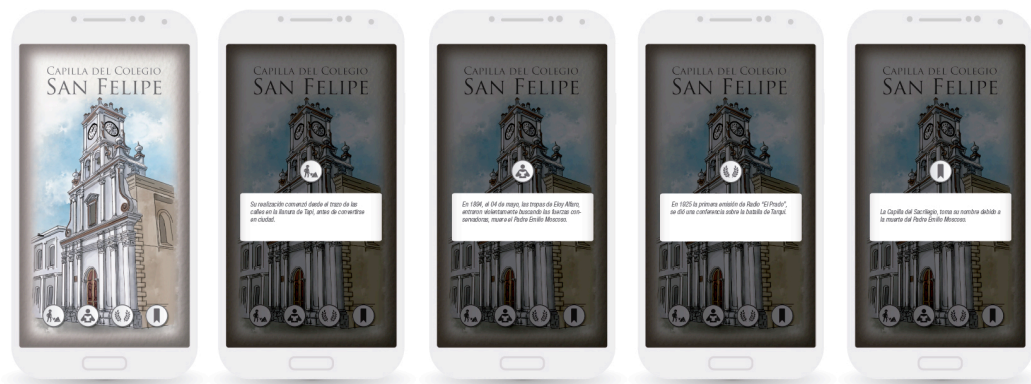 CAPILLA DEL COLEGIO
SAN FELIPE
CAPILLA DEL COLEGIO
SAN FELIPE
Su realización comenzó desde el trazo de las
calles en la llanura de Tapi, antes de convertirse
en ciudad.
CAPILLA DEL COLEGIO
SAN FELIPE
En 1894, el 04 de mayo, las tropas de Eloy Alfaro,
entraron violentamente buscando las fuerzas con-
servadoras, muere el Padre Emilio Moscoso.
CAPILLA DEL COLEGIO
SAN FELIPE
En 1925 la primera emisión de Radio "El Prado",
se dió una conferencia sobre la batalla de Tarqui.
CAPILLA DEL COLEGIO
SAN FELIPE
La Capilla del Sacrilegio, toma su nombre debido a
la muerte del Padre Emilio Moscoso.